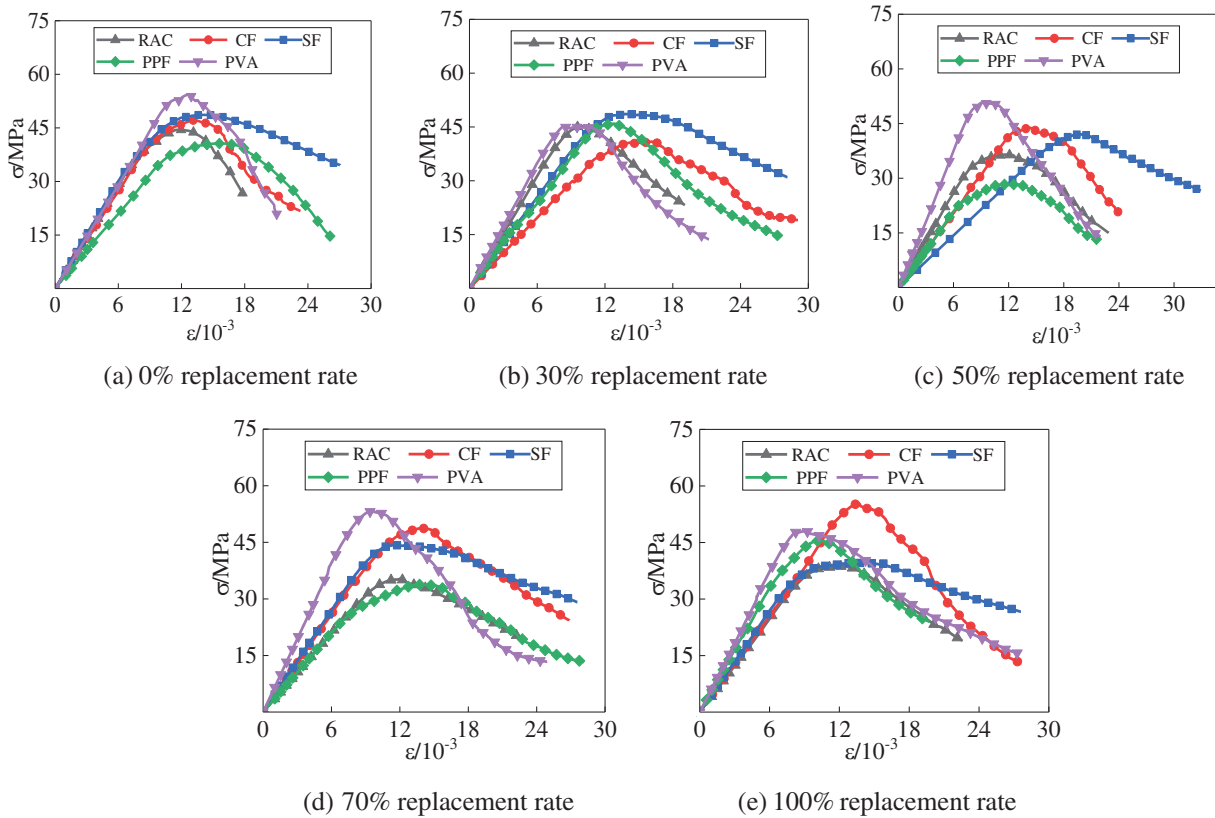 75
60
45
30
15
σ/MPa
RAC CF SF
PPF PVA
0 6 12 18 24 30
ε/10⁻³
(a) 0% replacement rate
75
60
45
30
15
σ/MPa
RAC CF SF
PPF PVA
0 6 12 18 24 30
ε/10⁻³
(b) 30% replacement rate
75
60
45
30
15
σ/MPa
RAC CF SF
PPF PVA
0 6 12 18 24 30
ε/10⁻³
(c) 50% replacement rate
75
60
45
30
15
σ/MPa
RAC CF SF
PPF PVA
0 6 12 18 24 30
ε/10⁻³
(d) 70% replacement rate
75
60
45
30
15
σ/MPa
RAC CF SF
PPF PVA
0 6 12 18 24 30
ε/10⁻³
(e) 100% replacement rate